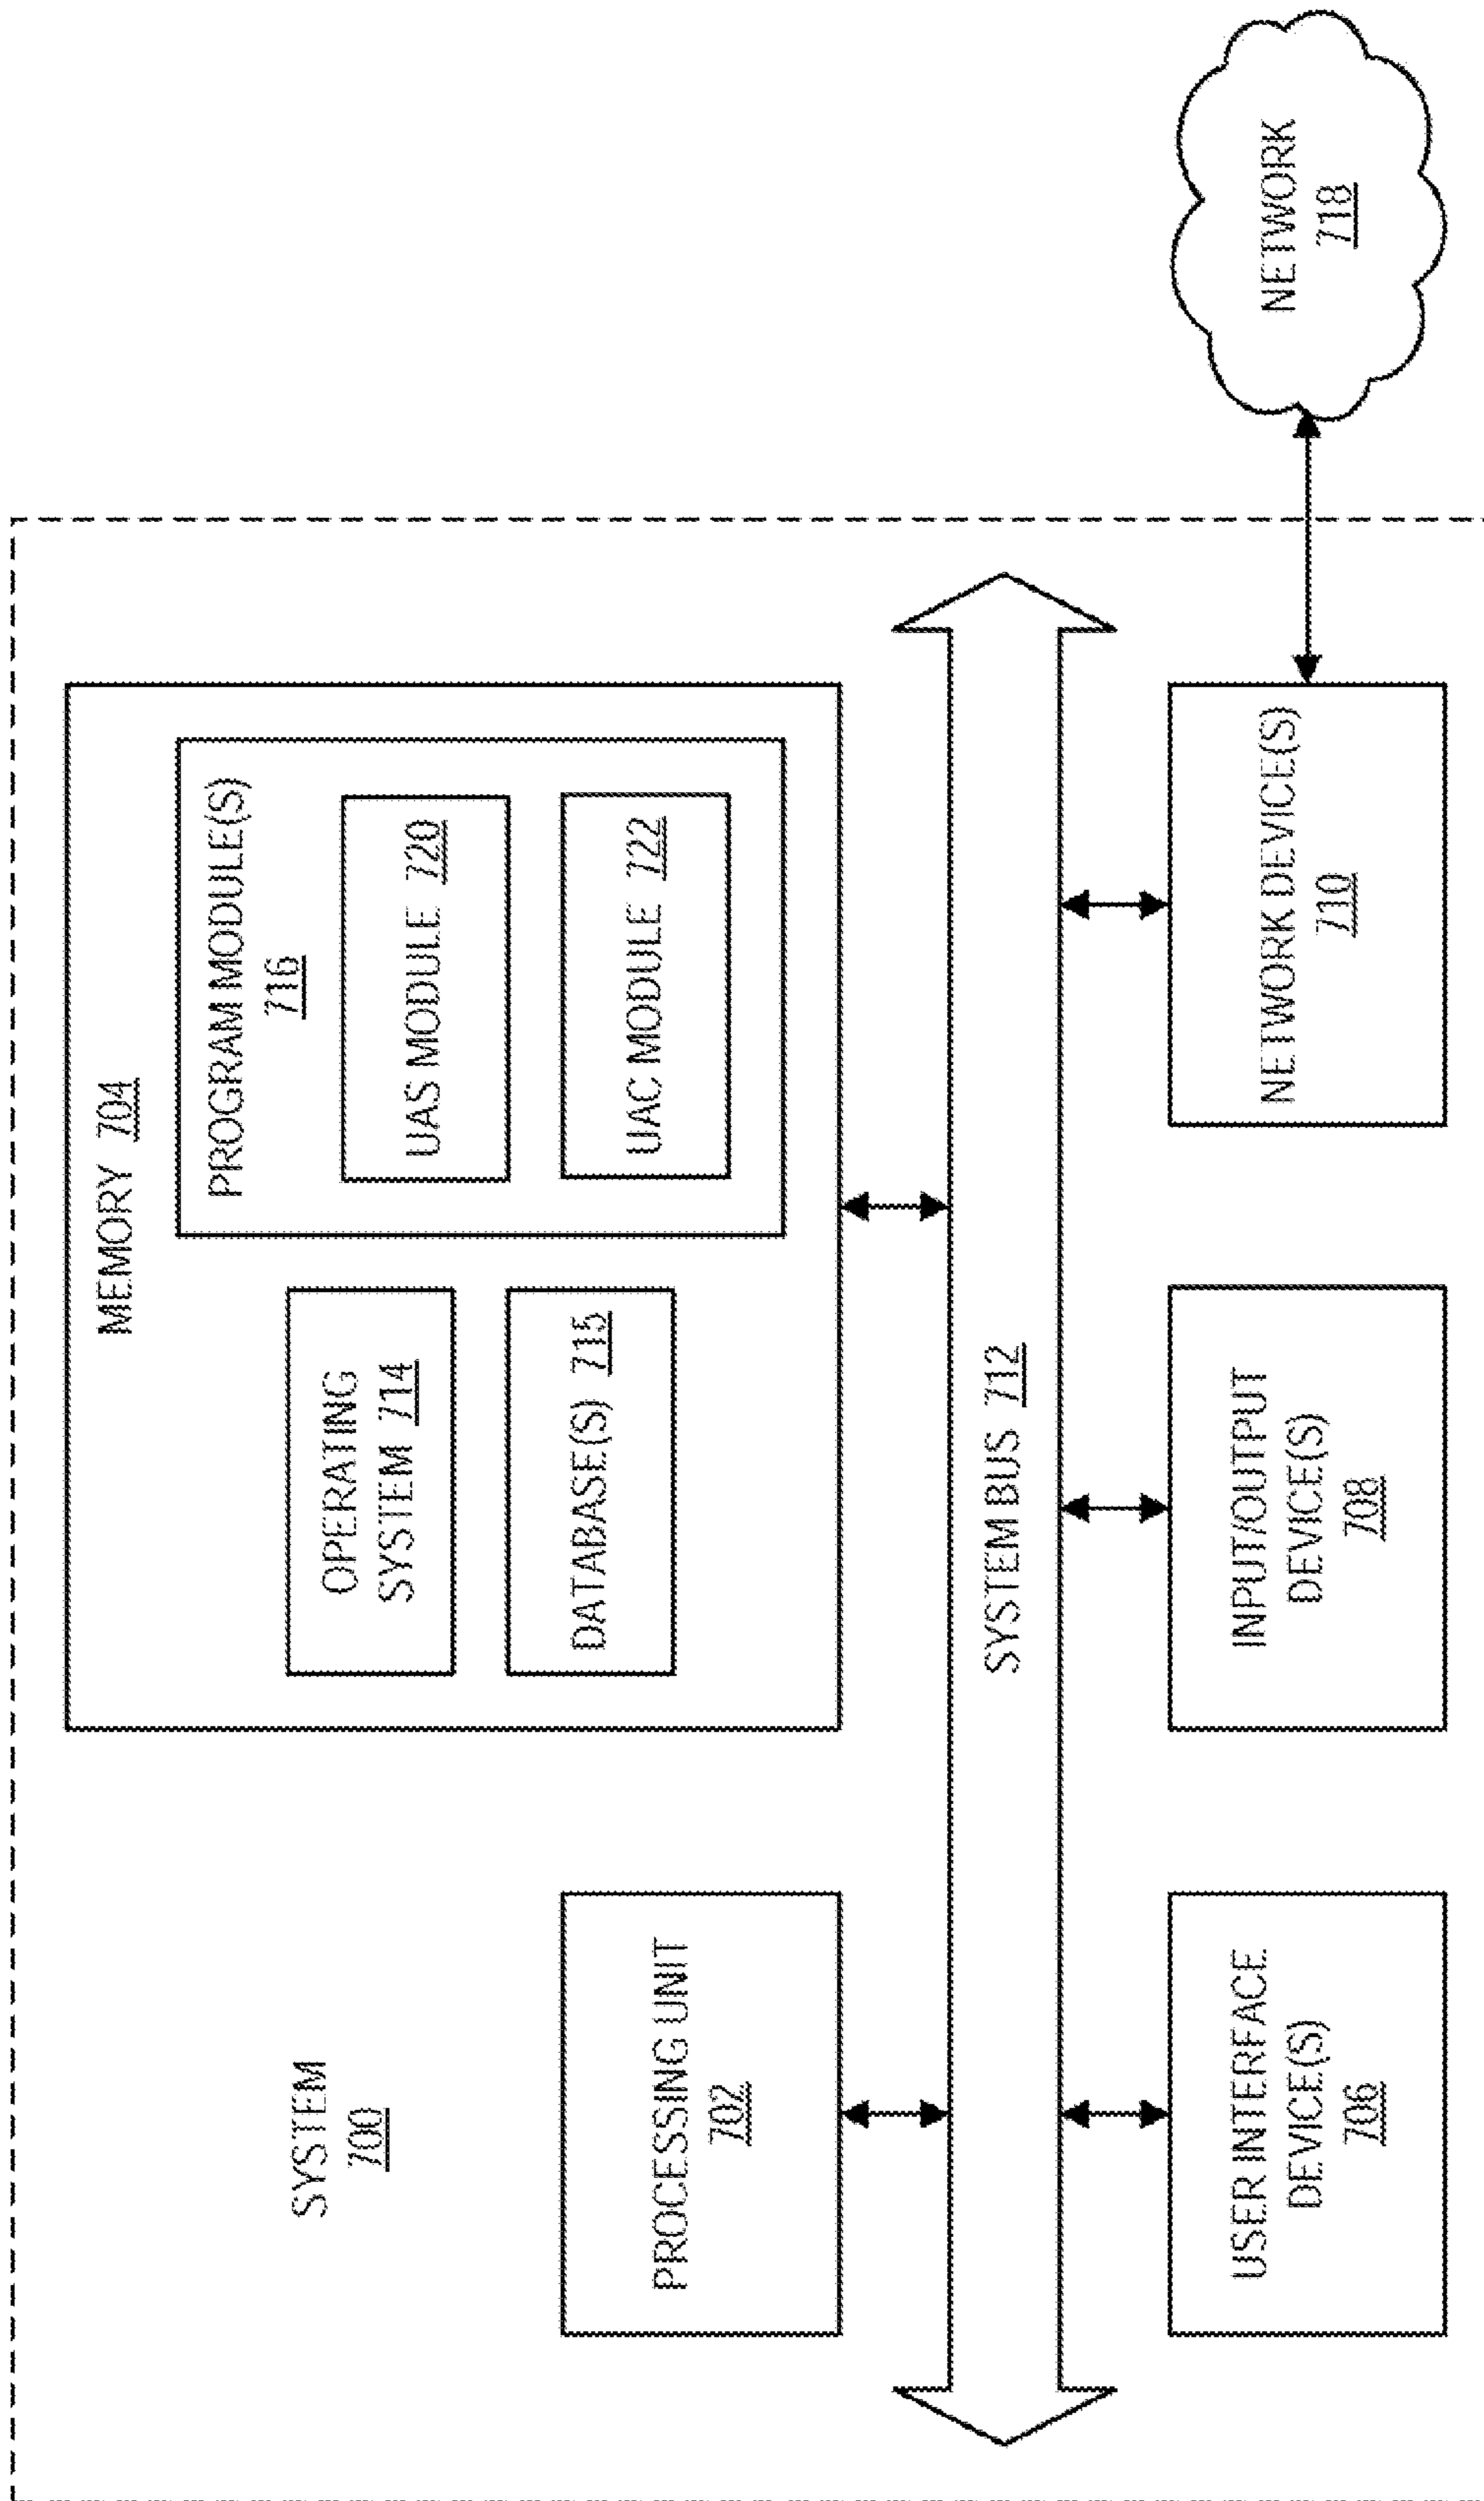 SYSTEM
700
MEMORY 704
OPERATING
SYSTEM 714
DATABASE(S) 715
PROGRAM MODULE(S)
716
UAS MODULE 720
UAC MODULE 722
PROCESSING UNIT
702
SYSTEM BUS 712
USER INTERFACE
DEVICE(S)
706
INPUT/OUTPUT
DEVICE(S)
708
NETWORK DEVICE(S)
710
NETWORK
718